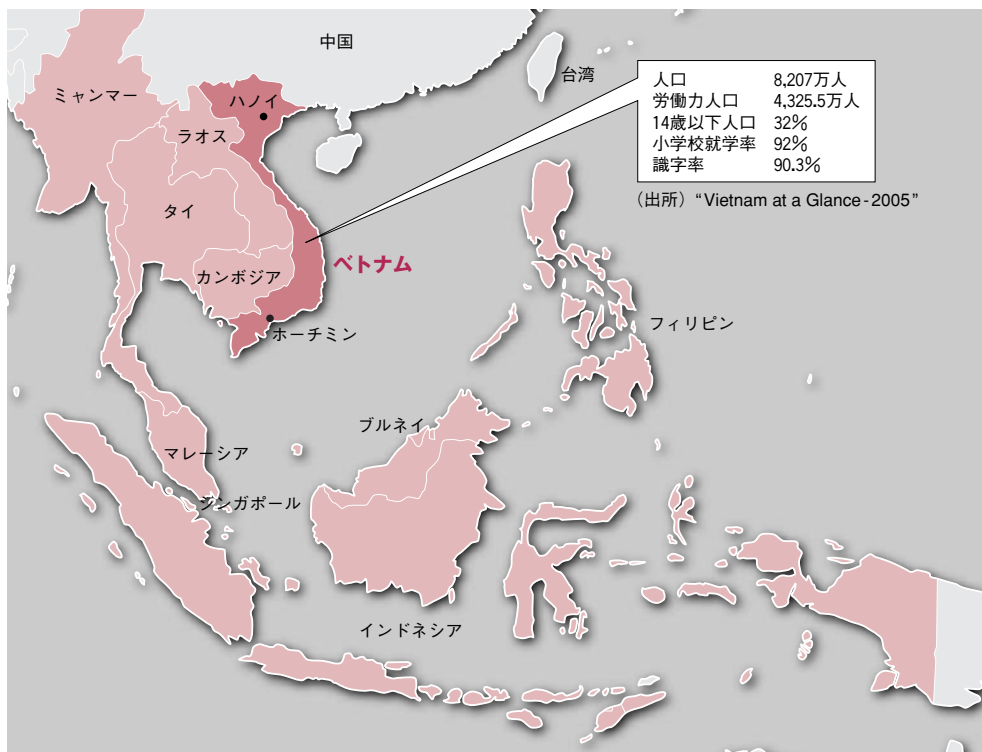 中国
台湾
ミャンマー
ハノイ
ラオス
人口 8,207万人
労働力人口 4,325.5万人
14歳以下人口 32%
小学校就学率 92%
識字率 90.3%
(出所)“Vietnam at a Glance-2005”
タイ
カンボジア
ベトナム
ホーチミン
フィリピン
ブルネイ
マレーシア
シンガポール
インドネシア